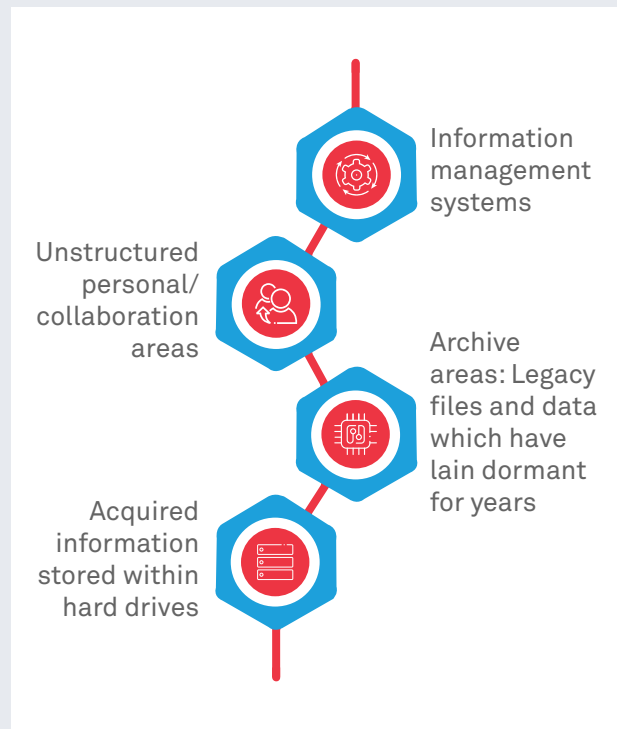 Information
management
systems
Unstructured
personal/
collaboration
areas
Archive
areas: Legacy
files and data
which have
lain dormant
for years
Acquired
information
stored within
hard drives